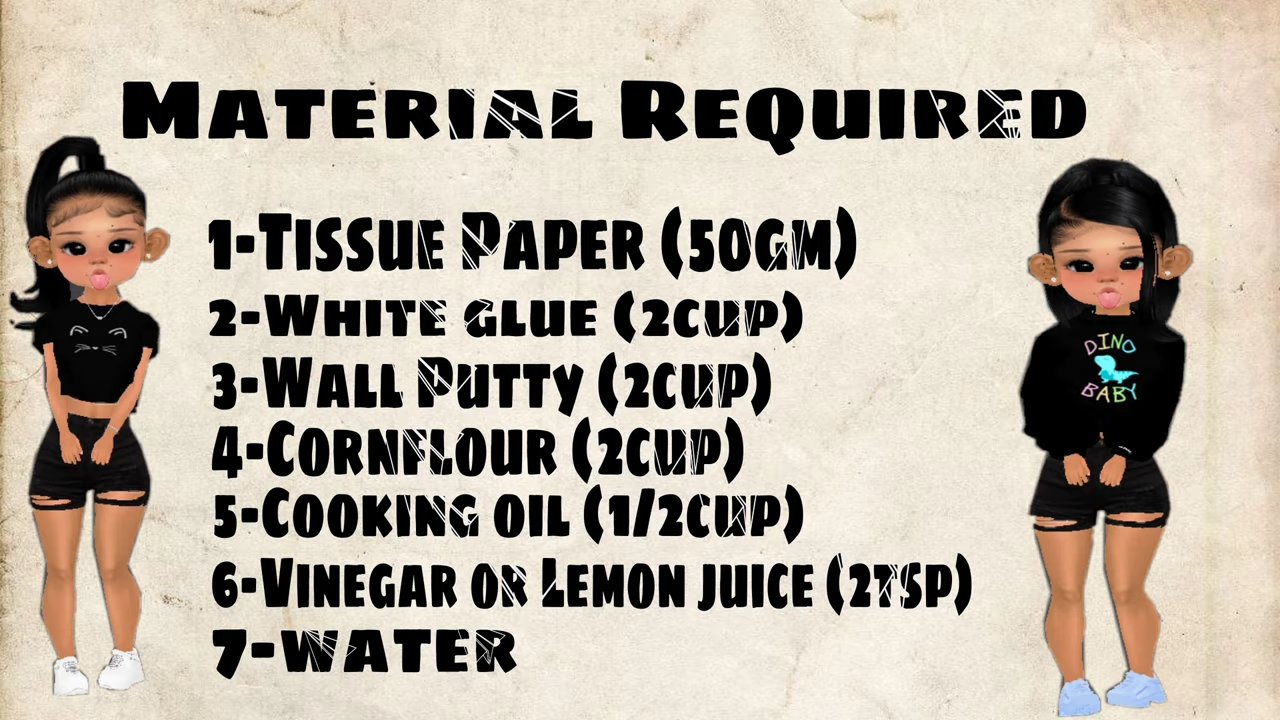 Material Required
1-Tissue Paper (50gm)
2-White glue (2cup)
3-Wall Putty (2cup)
4-Cornflour (2cup)
5-Cooking oil (1/2cup)
6-Vinegar or Lemon juice (2tsp)
7-water
DINO
BABY